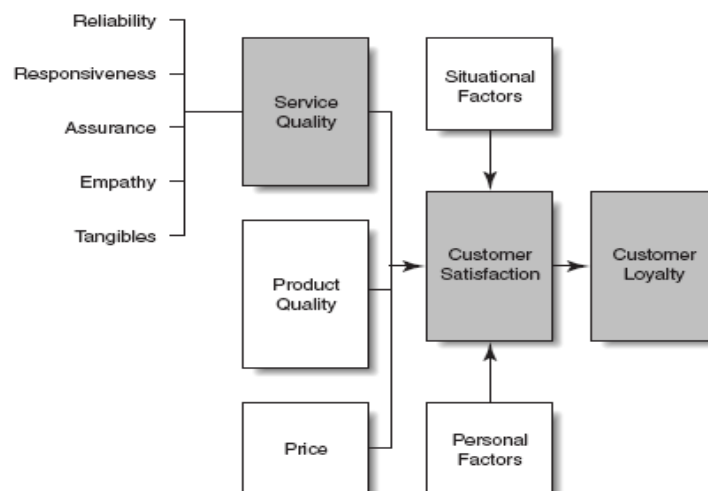 Reliability
Responsiveness
Assurance
Empathy
Tangibles
Service
Quality
Product
Quality
Price
Situational
Factors
Customer
Satisfaction
Personal
Factors
Customer
Loyalty